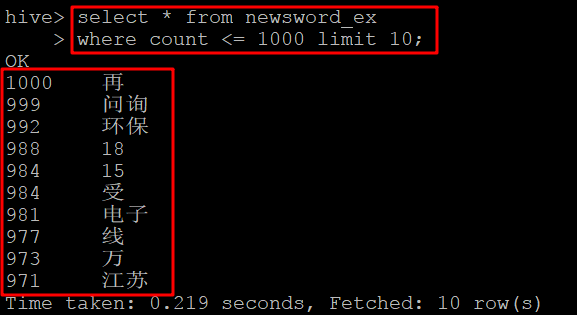 hive> select * from newsword_ex
    > where count <= 1000 limit 10;
OK
1000    再
999     问询
992     环保
988     18
984     15
984     受
981     电子
977     线
973     万
971     江苏
Time taken: 0.219 seconds, Fetched: 10 row(s)